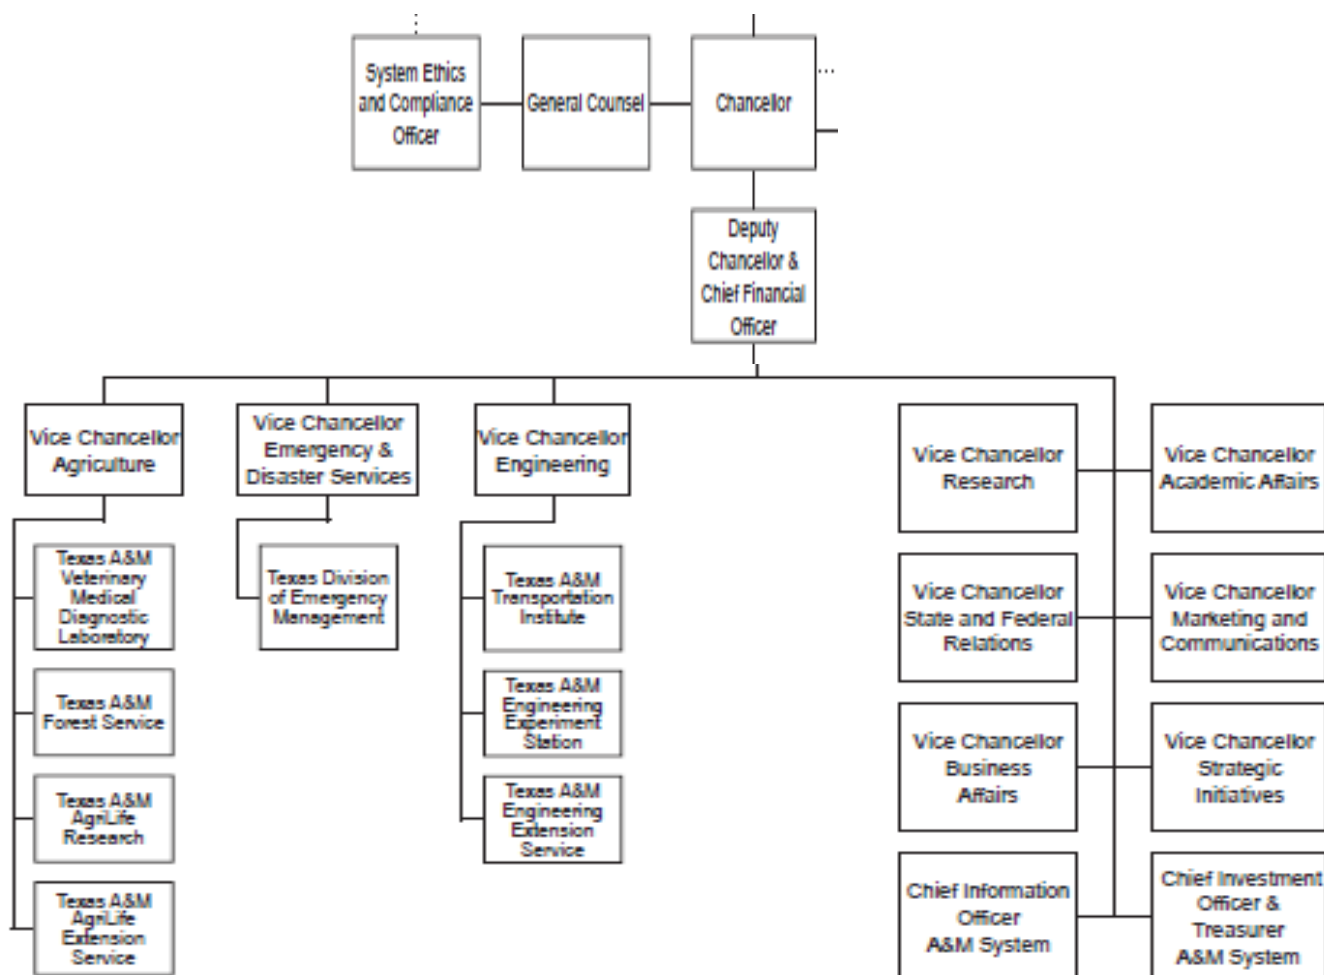 System Ethics
and Compliance
Officer
General Counsel
Chancellor
Deputy
Chancellor &
Chief Financial
Officer
Vice Chancellor
Agriculture
Vice Chancellor
Emergency &
Disaster Services
Vice Chancellor
Engineering
Vice Chancellor
Research
Vice Chancellor
Academic Affairs
Texas A&M
Veterinary
Medical
Diagnostic
Laboratory
Texas Division
of Emergency
Management
Texas A&M
Transportation
Institute
Vice Chancellor
State and Federal
Relations
Vice Chancellor
Marketing and
Communications
Texas A&M
Forest Service
Texas A&M
Engineering
Experiment
Station
Vice Chancellor
Business
Affairs
Vice Chancellor
Strategic
Initiatives
Texas A&M
AgriLife
Research
Texas A&M
Engineering
Extension
Service
Texas A&M
AgriLife
Extension
Service
Chief Information
Officer
A&M System
Chief Investment
Officer &
Treasurer
A&M System